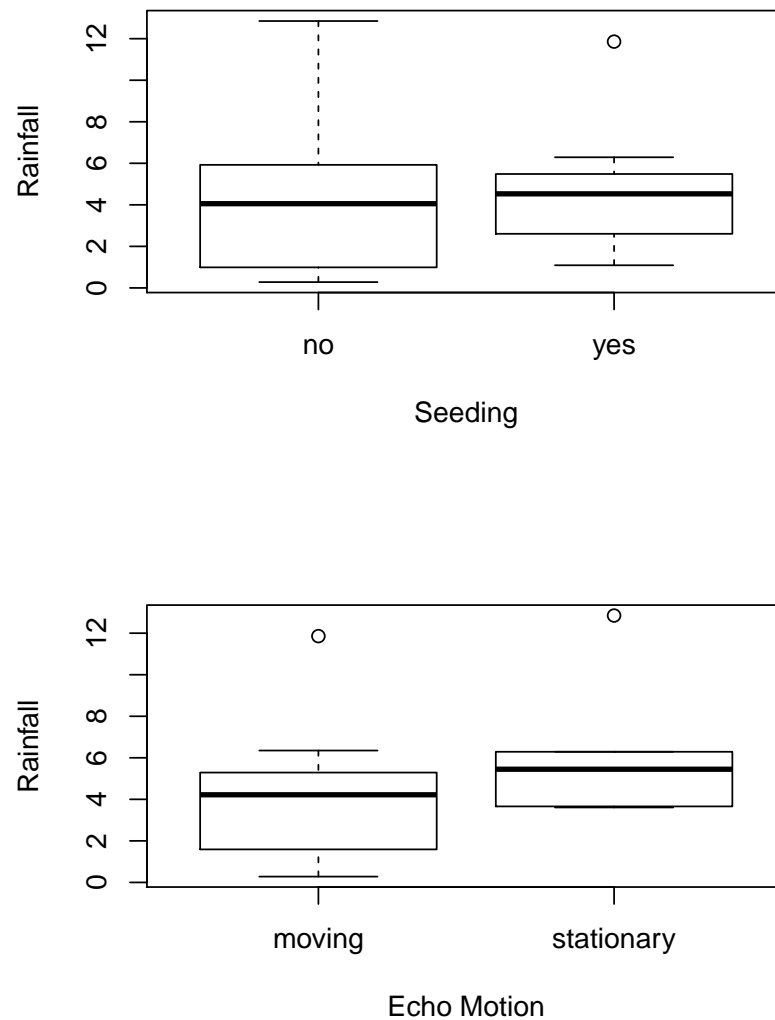 12
8
6
4
2
0
Rainfall
no yes
Seeding
12
8
6
4
2
0
Rainfall
moving stationary
Echo Motion